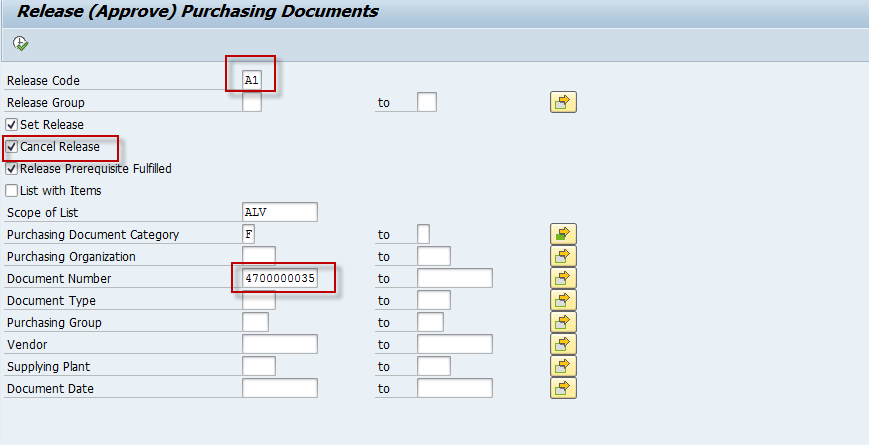 Release (Approve) Purchasing Documents
Release Code A1
Release Group to
Set Release
Cancel Release
Release Prerequisite Fulfilled
List with Items
Scope of List ALV
Purchasing Document Category F to
Purchasing Organization to
Document Number 4700000035 to
Document Type to
Purchasing Group to
Vendor to
Supplying Plant to
Document Date to